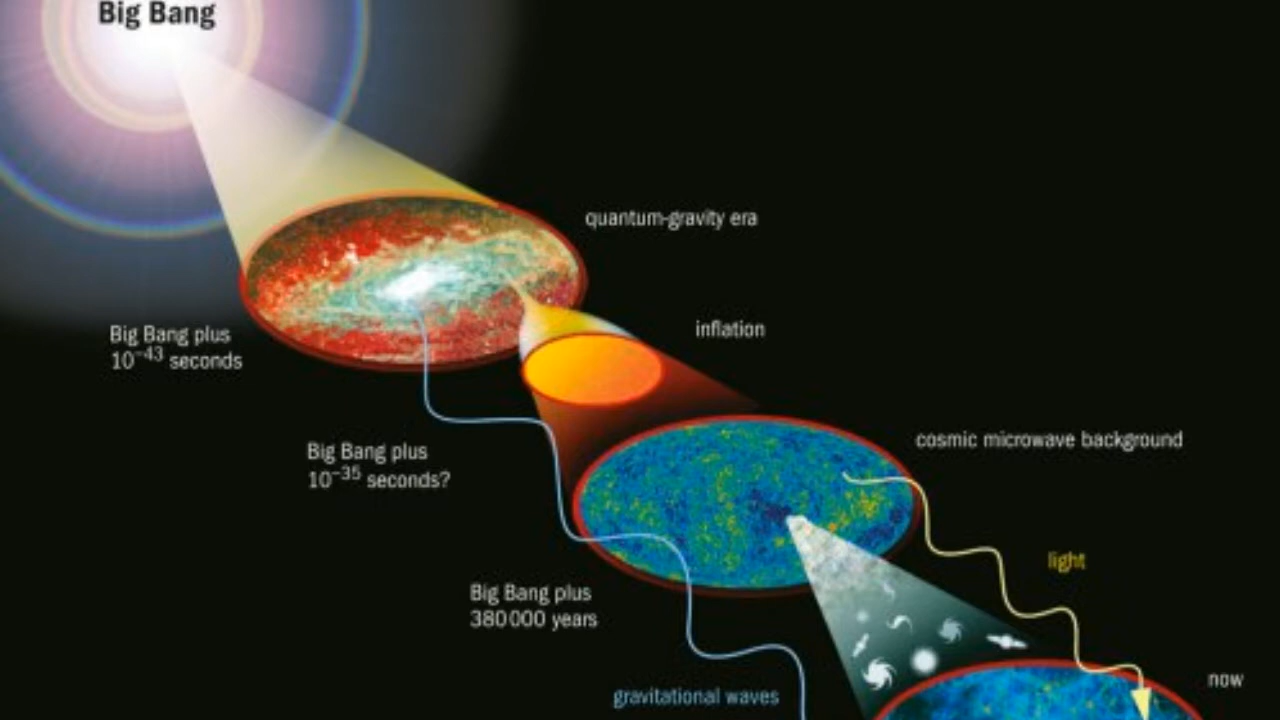 Big Bang
quantum-gravity era
inflation
Big Bang plus
10⁻⁴³ seconds
cosmic microwave background
Big Bang plus
10⁻³⁵ seconds?
light
Big Bang plus
380 000 years
now
gravitational waves